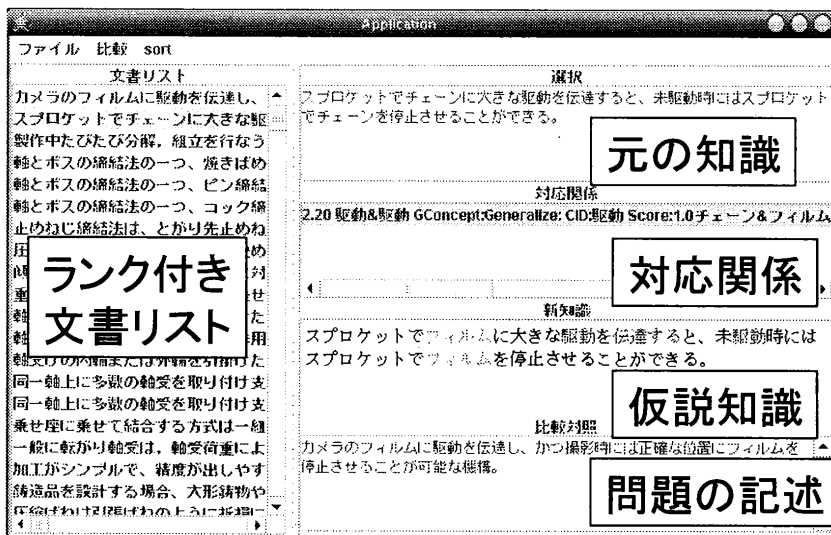 Application
ファイル 比較 sort
文書リスト
カメラのフィルムに駆動を伝達し、
スプロケットでチェーンに大きな駆
製作中たびたび分解，組立を行なう
軸とボスの締結法の一つ、焼きばめ
軸とボスの締結法の一つ、ピン締結
軸とボスの締結法の一つ、コック締
止めねじ締結法は、とがり先止めね
ランク付き
文書リスト
同一軸上に多数の軸受を取り付け支
同一軸上に多数の軸受を取り付け支
乗せ座に乗せて結合する方式は一組
一般に転がり軸受は，軸受荷重によ
加工がシンプルで、精度が出しやす
鋳造品を設計する場合、大形鋳物や
圧縮ばねは引張ばねのように
選択
スプロケットでチェーンに大きな駆動を伝達すると、未駆動時にはスプロケット
でチェーンを停止させることができる。
元の知識
対応関係
2.20 駆動&駆動 GConcept:Generalize: CID:駆動 Score:1.0チェーン&フィルム
対応関係
新知識
スプロケットでフィルムに大きな駆動を伝達すると、未駆動時には
スプロケットでフィルムを停止させることができる。
仮説知識
比較対照
カメラのフィルムに駆動を伝達し、かつ撮影時には正確な位置にフィルムを
停止させることが可能な機構。
問題の記述